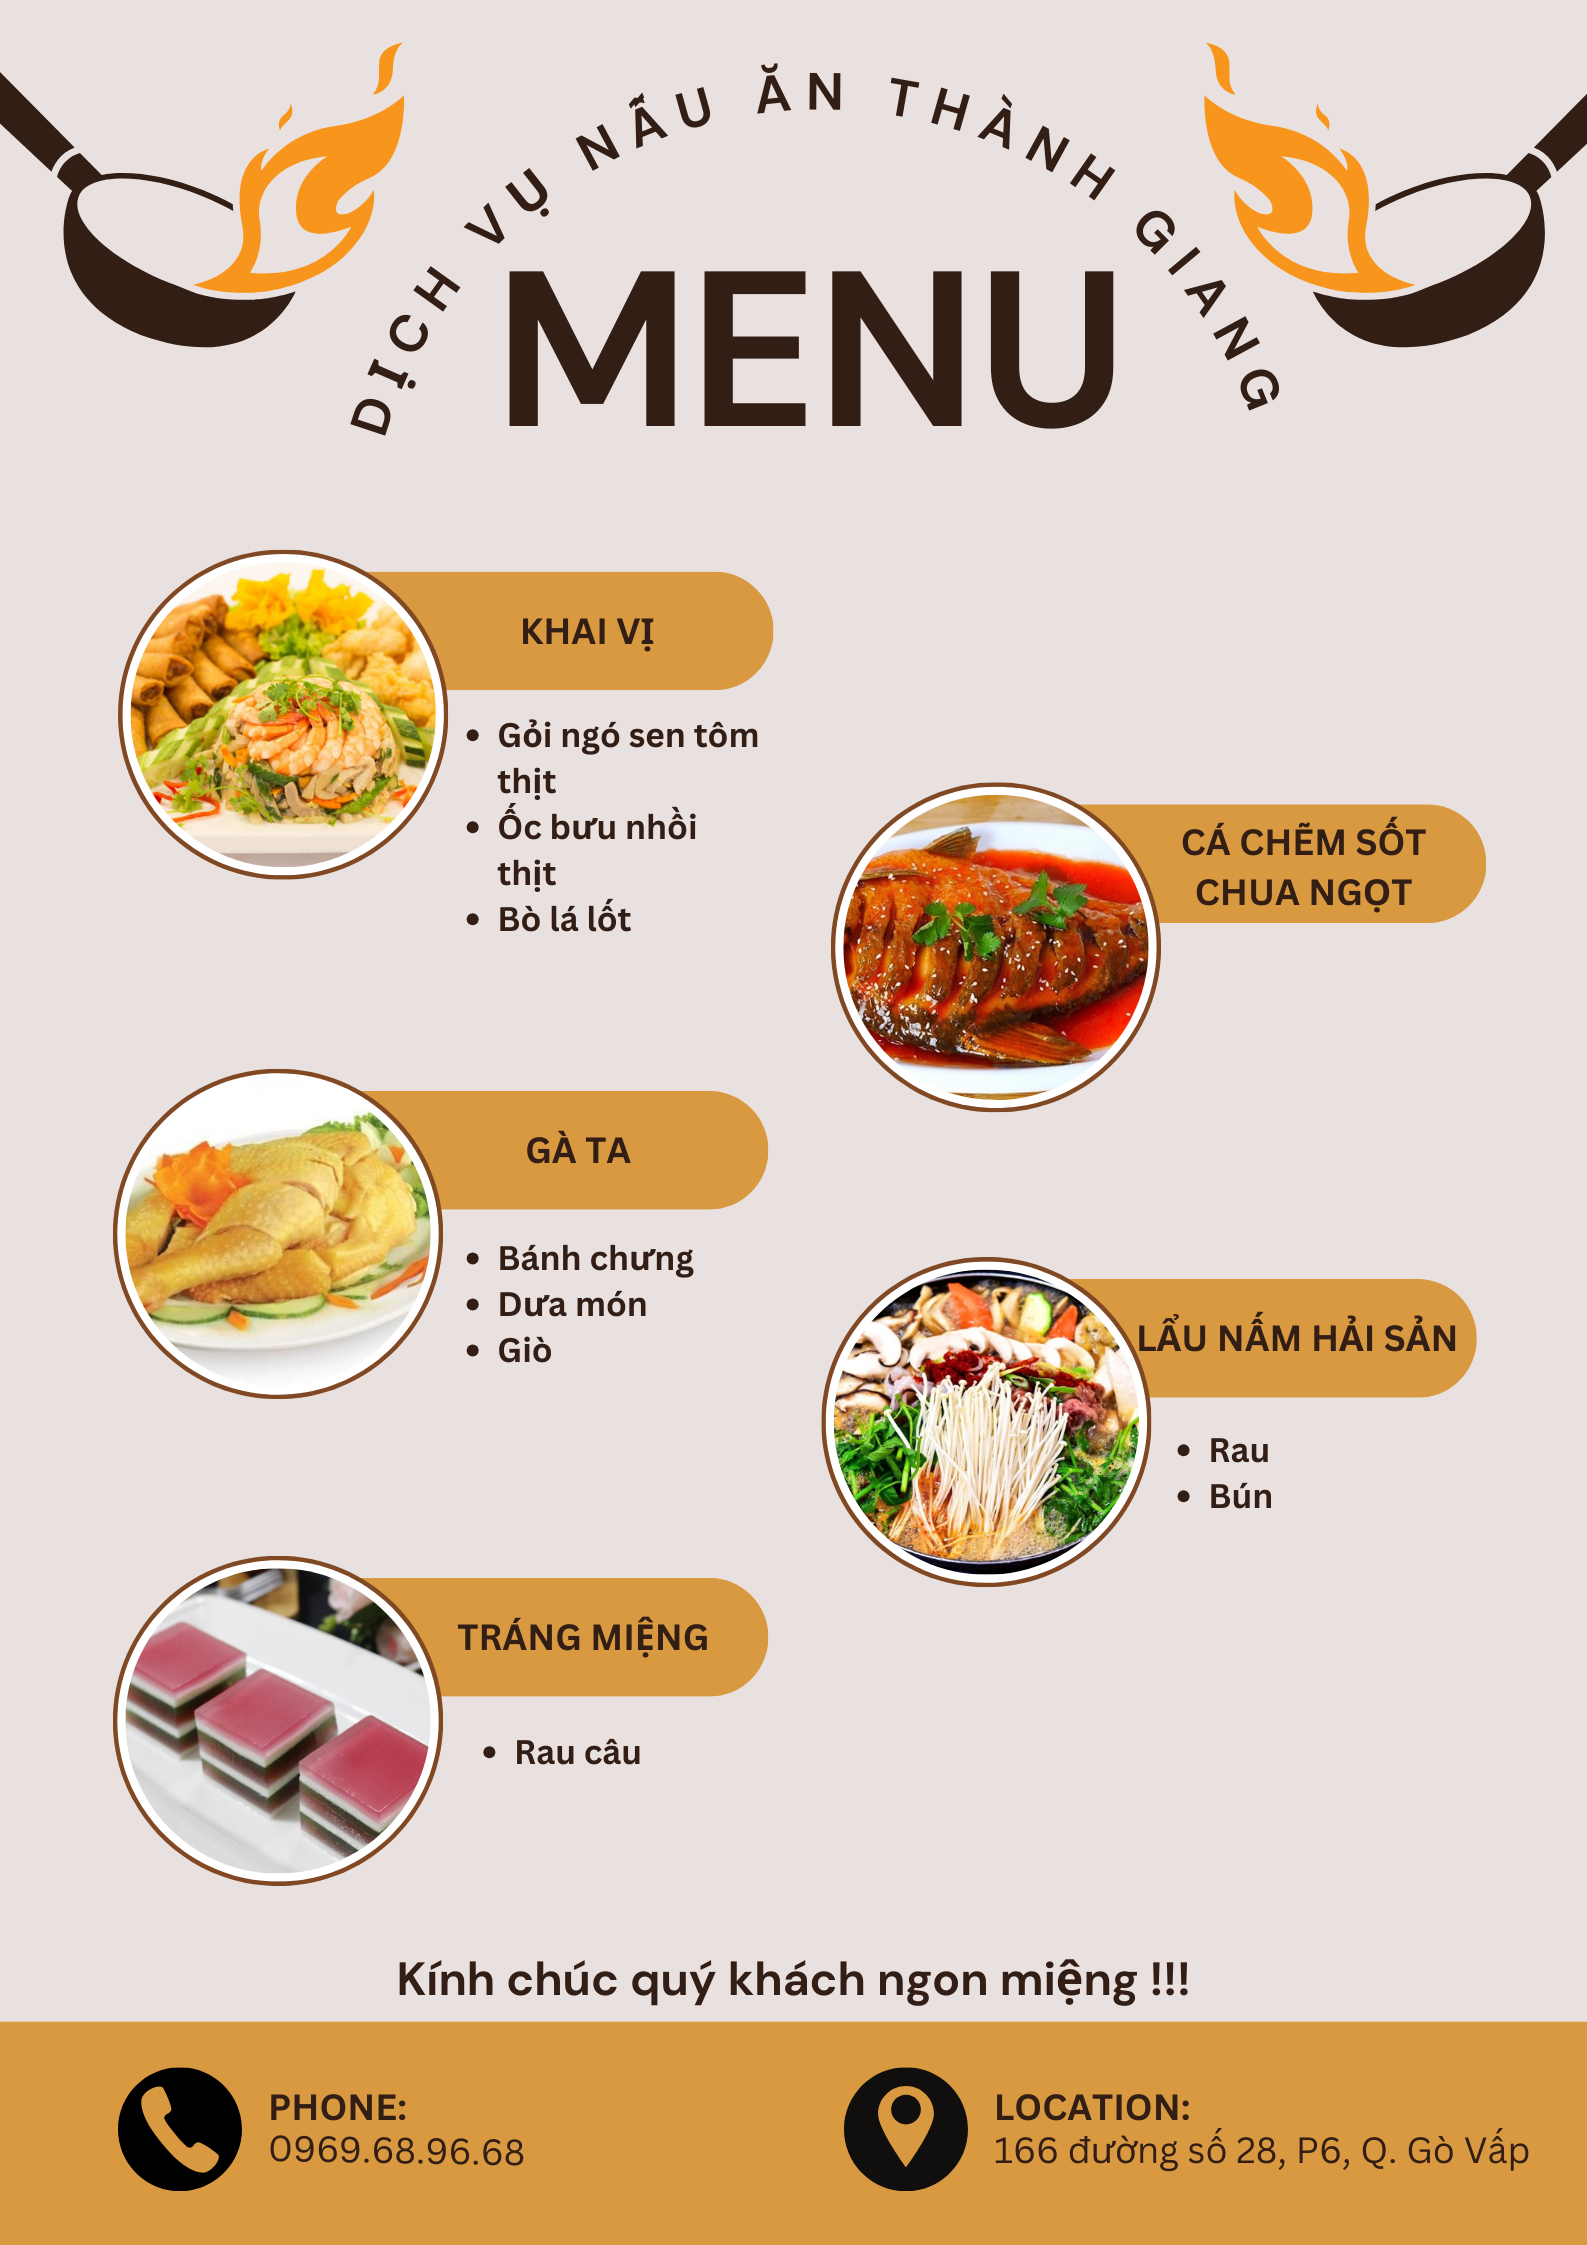 DỊCH VỤ NẤU ĂN THÀNH GIANG
MENU
KHAI VỊ
• Gỏi ngó sen tôm
thịt
• Ốc bưu nhồi
thịt
• Bò lá lốt
CÁ CHẼM SỐT
CHUA NGỌT
GÀ TA
• Bánh chưng
• Dưa món
• Giò
LẨU NẤM HẢI SẢN
• Rau
• Bún
TRÁNG MIỆNG
• Rau câu
Kính chúc quý khách ngon miệng !!!
PHONE:
0969.68.96.68
LOCATION:
166 đường số 28, P6, Q. Gò Vấp